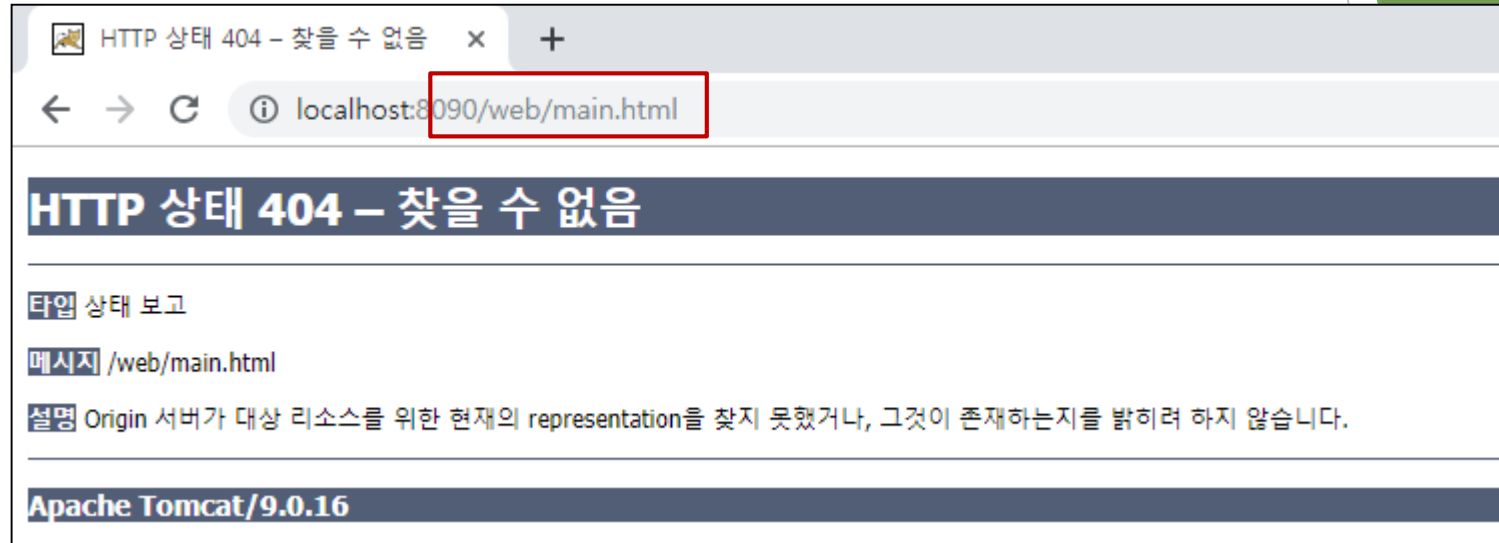 HTTP 상태 404 – 찾을 수 없음
localhost:8090/web/main.html
HTTP 상태 404 – 찾을 수 없음
타입 상태 보고
메시지 /web/main.html
설명 Origin 서버가 대상 리소스를 위한 현재의 representation을 찾지 못했거나, 그것이 존재하는지를 밝히려 하지 않습니다.
Apache Tomcat/9.0.16